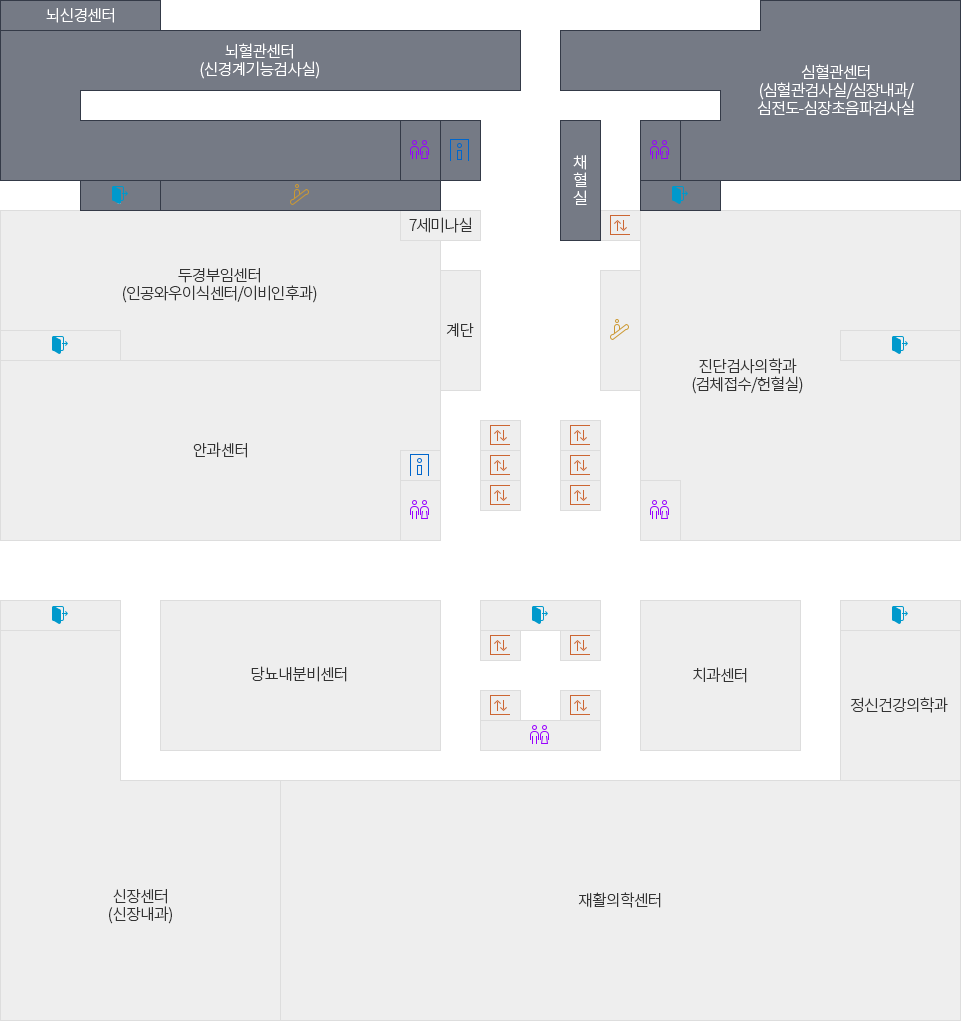 뇌신경센터
뇌혈관센터
(신경계기능검사실)
심혈관센터
(심혈관검사실/심장내과/
심전도-심장초음파검사실
채
혈
실
7세미나실
두경부암센터
(인공와우이식센터/이비인후과)
계단
진단검사의학과
(검체접수/헌혈실)
안과센터
당뇨내분비센터
치과센터
정신건강의학과
신장센터
(신장내과)
재활의학센터